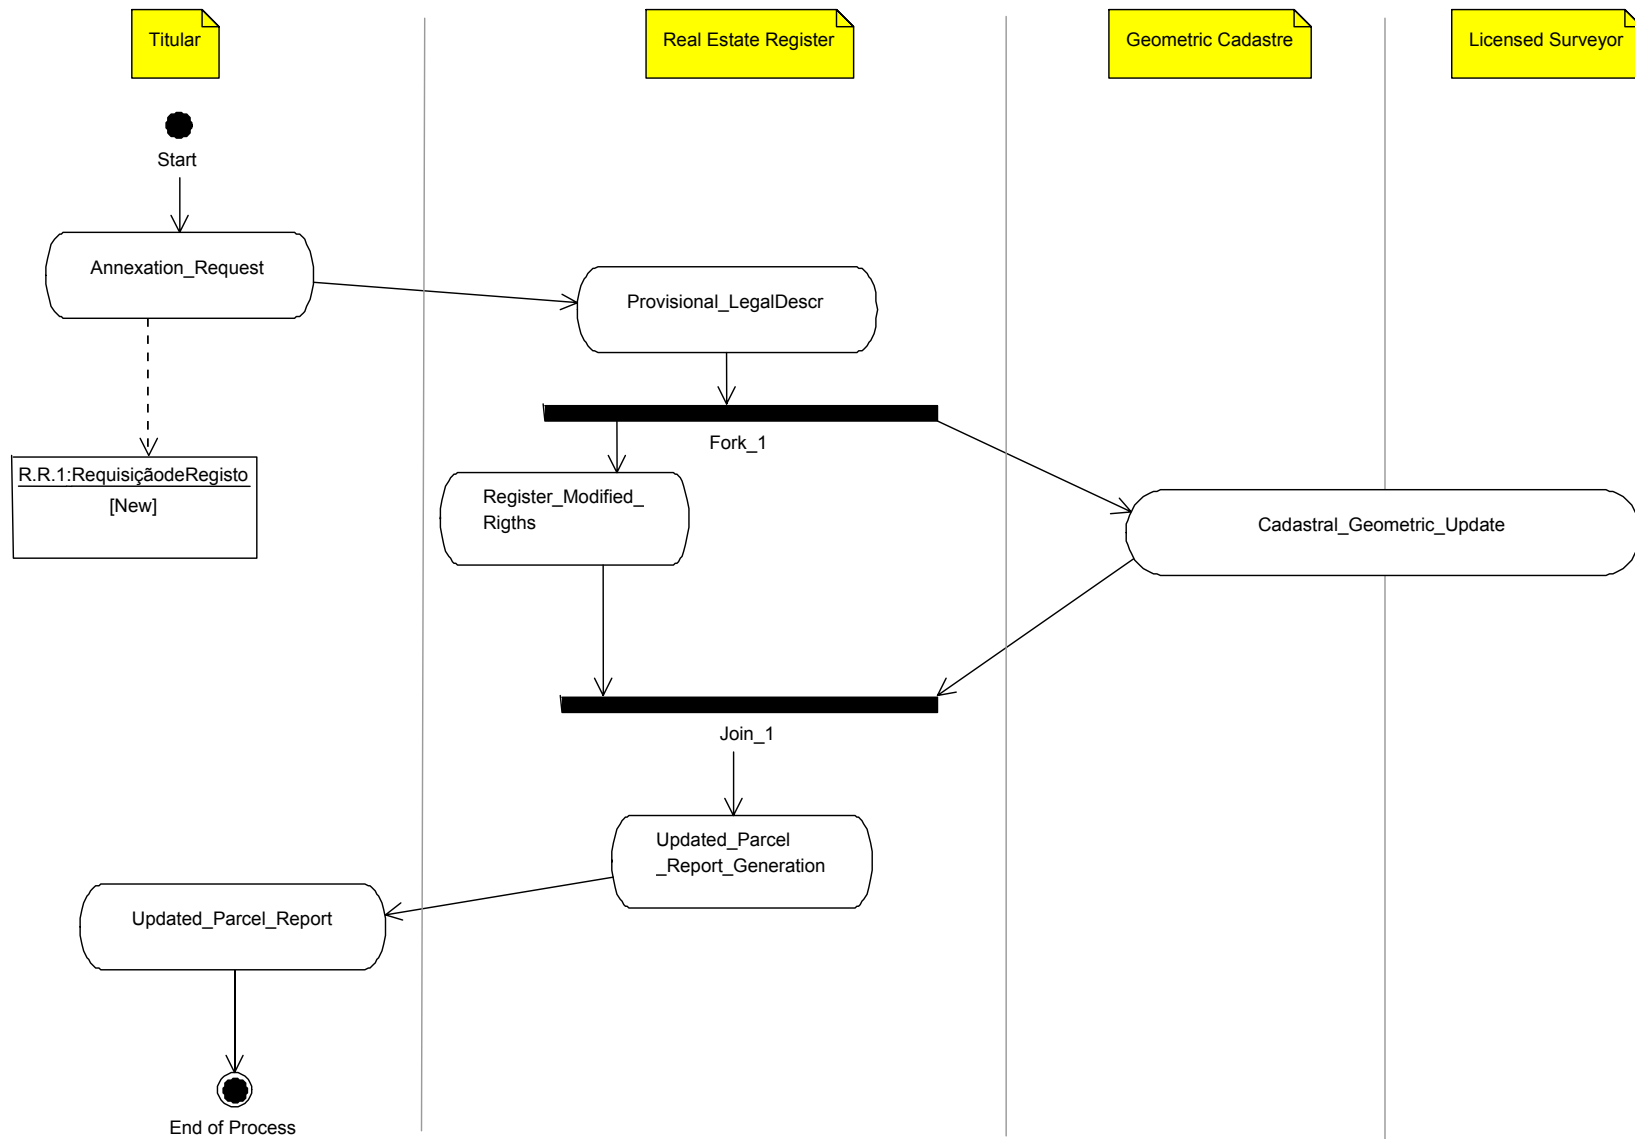 Titular
Real Estate Register
Geometric Cadastre
Licensed Surveyor
Start
Annexation_Request
Provisional_LegalDescr
Fork_1
R.R.1:RequisiçãodeRegisto
[New]
Register_Modified_
Rigths
Cadastral_Geometric_Update
Join_1
Updated_Parcel
_Report_Generation
Updated_Parcel_Report
End of Process